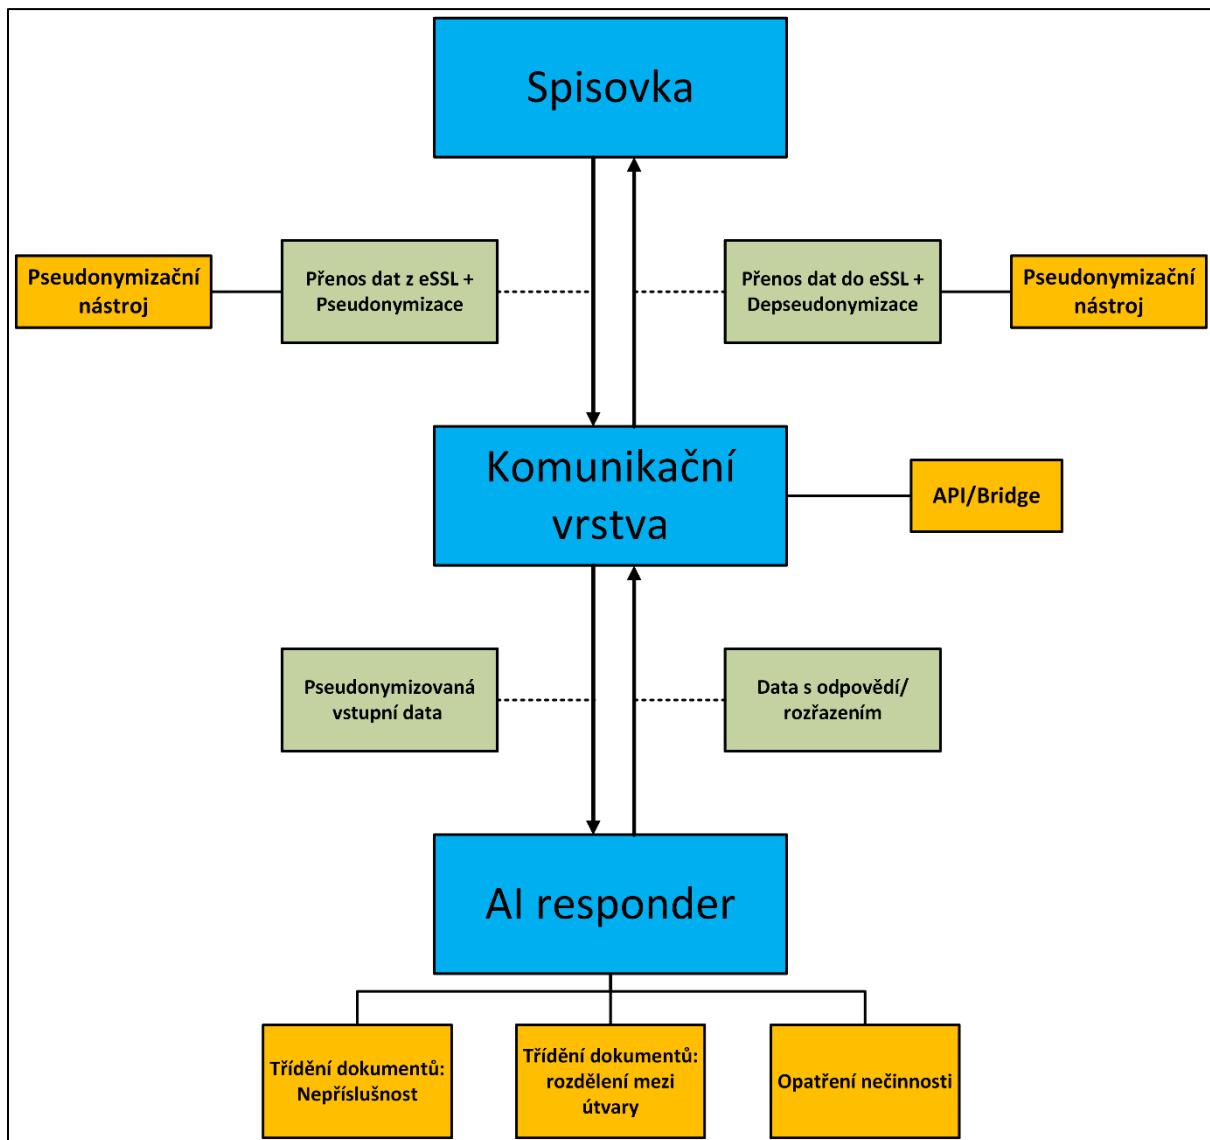 Spisovka
Pseudonymizační
nástroj
Přenos dat z eSSL +
Pseudonymizace
Přenos dat do eSSL +
Depseudonymizace
Pseudonymizační
nástroj
Komunikační
vrstva
API/Bridge
Pseudonymizovaná
vstupní data
Data s odpovědí/
rozřazením
AI responder
Třídění dokumentů:
Nepříslušnost
Třídění dokumentů:
rozdělení mezi
útvary
Opatření nečinnosti